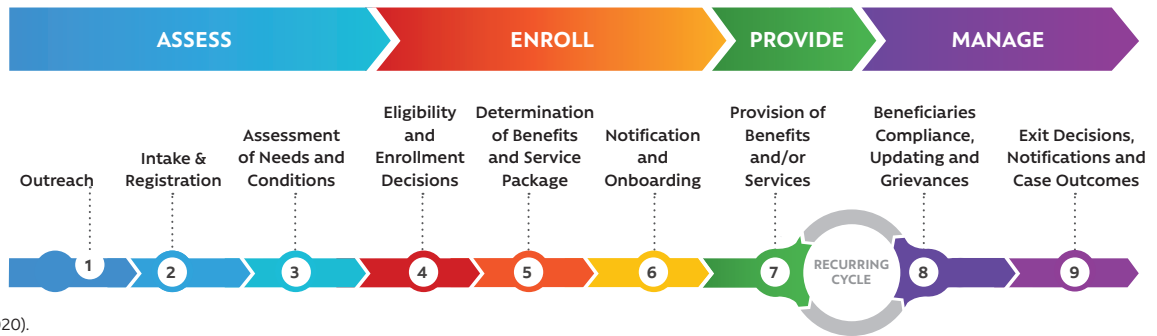 ASSESS
ENROLL
PROVIDE
MANAGE
Outreach
Intake &
Registration
Assessment
of Needs and
Conditions
Eligibility
and
Enrollment
Decisions
Determination
of Benefits
and Service
Package
Notification
and
Onboarding
Provision of
Benefits
and/or
Services
Beneficiaries
Compliance,
Updating and
Grievances
Exit Decisions,
Notifications and
Case Outcomes
1
2
3
4
5
6
7
RECURRING
CYCLE
8
9
20).